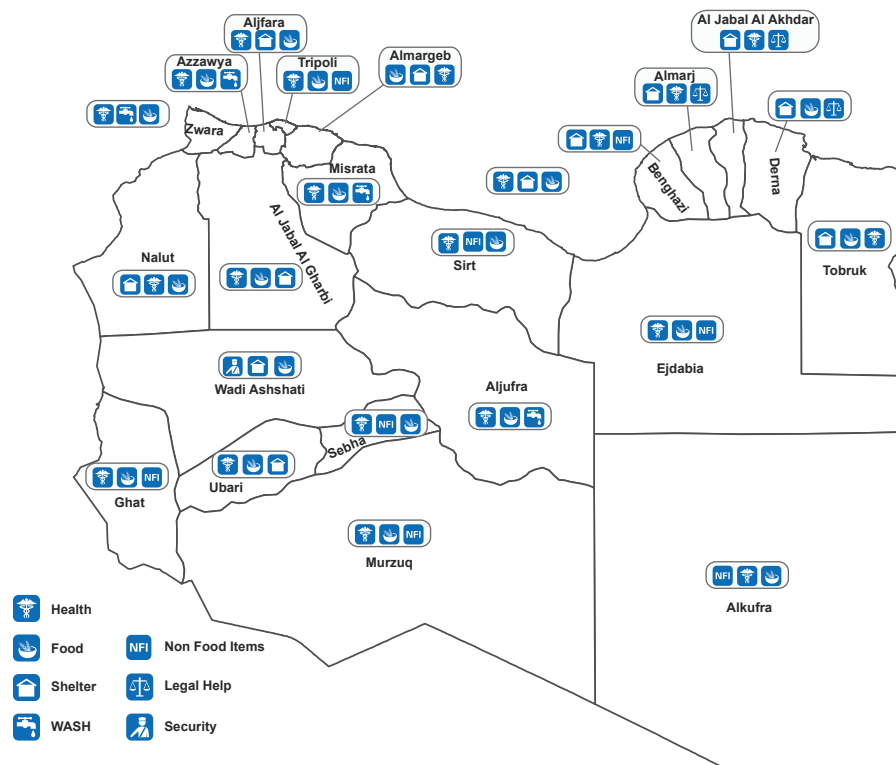 Aljfara
Al Jabal Al Akhdar
Azzawya
Tripoli
NFI
Almargeb
Almarj
Zwara
NFI
Misrata
Benghazi
Derna
Al Jabal Al Gharbi
NFI
Sirt
Nalut
Tobruk
NFI
Ejdabia
Wadi Ashshati
Aljufra
NFI
Sebha
NFI
Ubari
Ghat
NFI
Murzuq
NFI
Alkufra
Health
Food
NFI Non Food Items
Shelter
Legal Help
WASH
Security